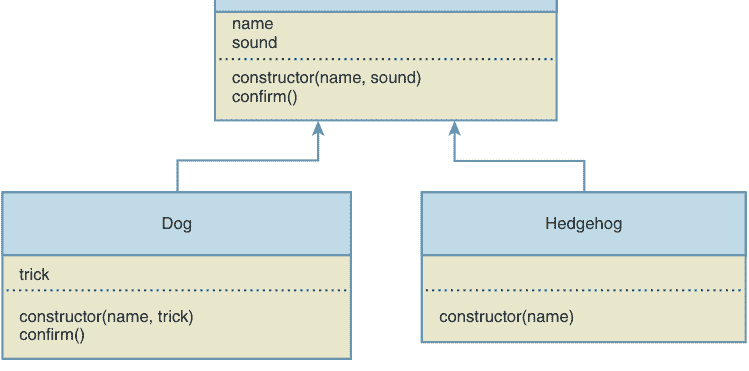 name
sound
constructor(name, sound)
confirm()
Dog
trick
constructor(name, trick)
confirm()
Hedgehog
constructor(name)